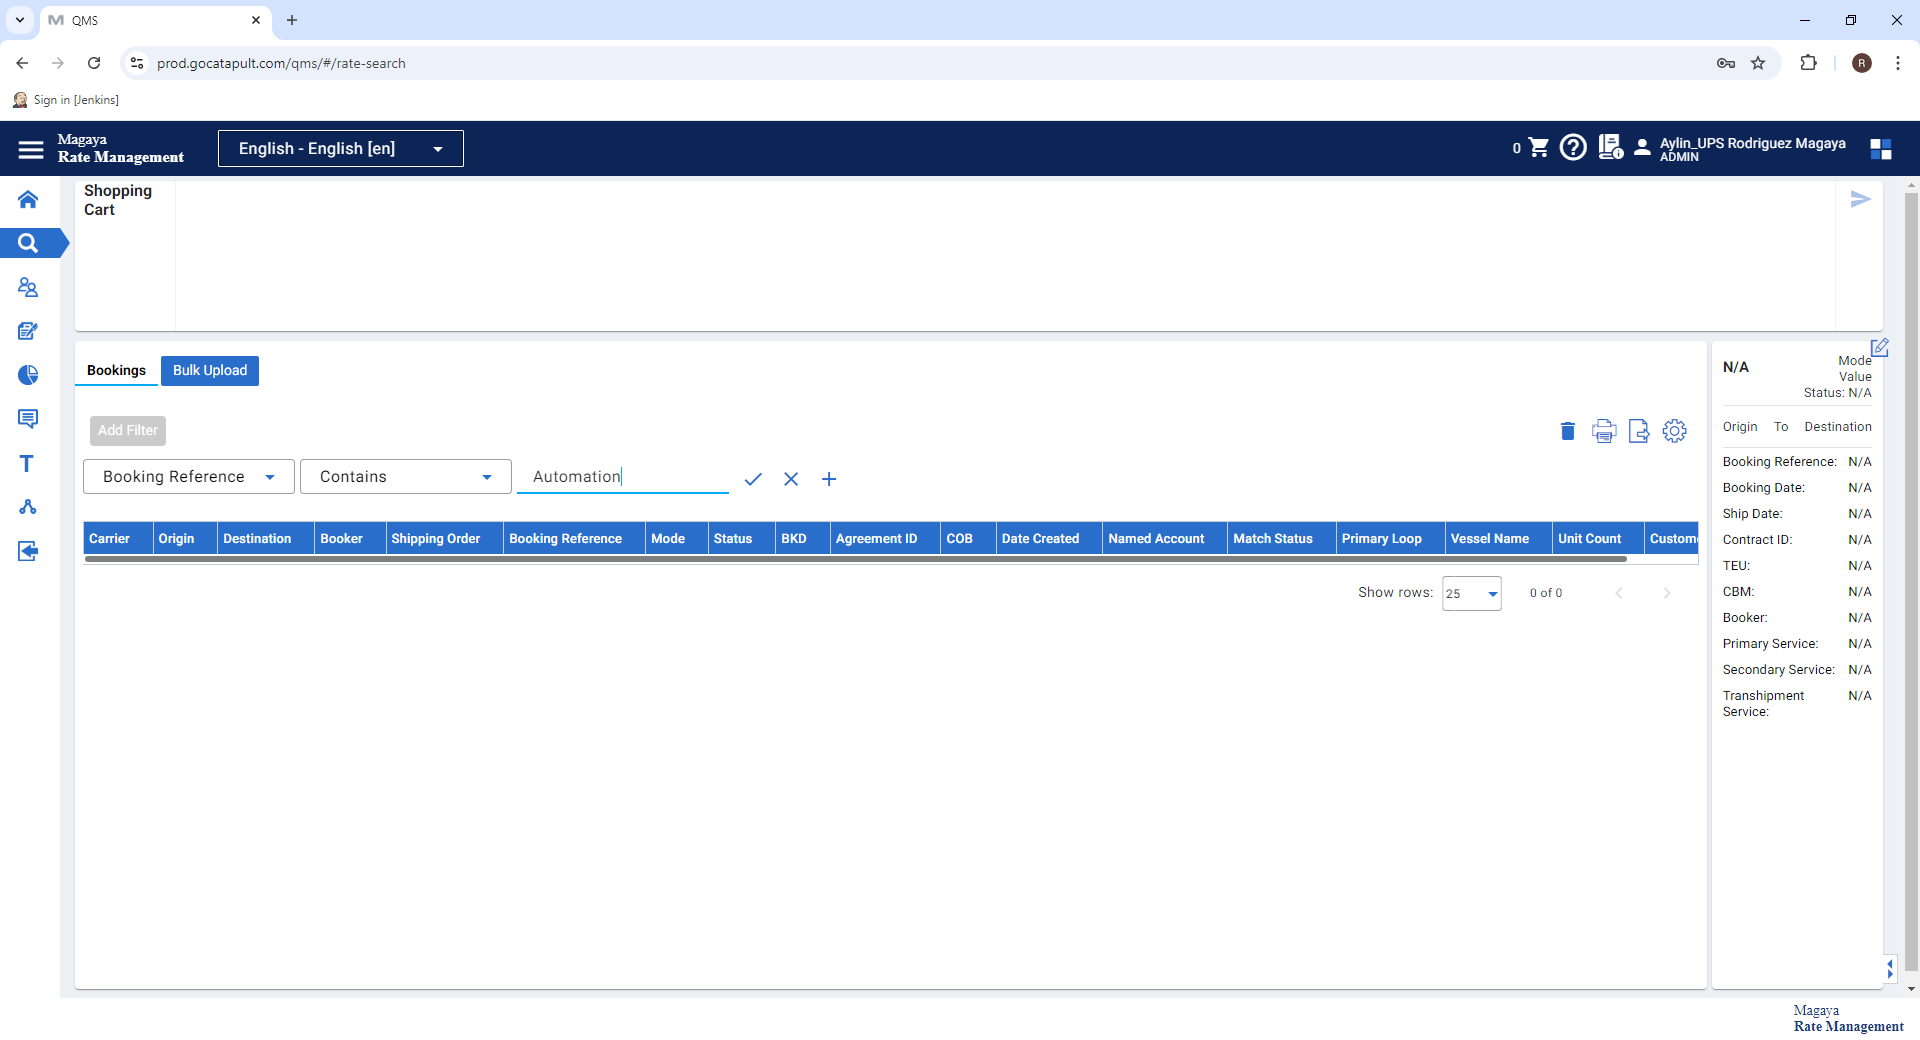 QMS
prod.gocatapult.com/qms/#/rate-search
R
Sign in [Jenkins]
Magaya
Rate Management
English - English [en]
0
Aylin_UPS Rodriguez Magaya
ADMIN
Shopping
Cart
Bookings
Bulk Upload
Add Filter
Booking Reference
Contains
Automation
Carrier
Origin
Destination
Booker
Shipping Order
Booking Reference
Mode
Status
BKD
Agreement ID
COB
Date Created
Named Account
Match Status
Primary Loop
Vessel Name
Unit Count
Custome
Show rows:
25
0 of 0
N/A
Mode
Value
Status: N/A
Origin To Destination
Booking Reference: N/A
Booking Date: N/A
Ship Date: N/A
Contract ID: N/A
TEU: N/A
CBM: N/A
Booker: N/A
Primary Service: N/A
Secondary Service: N/A
Transhipment N/A
Service:
T
Magaya
Rate Management